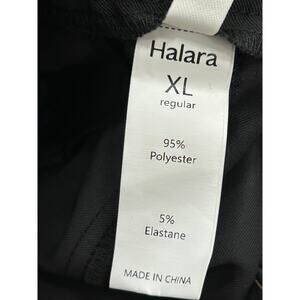 Halara
XL
regular
95%
Polyester
5%
Elastane
MADE IN CHINA